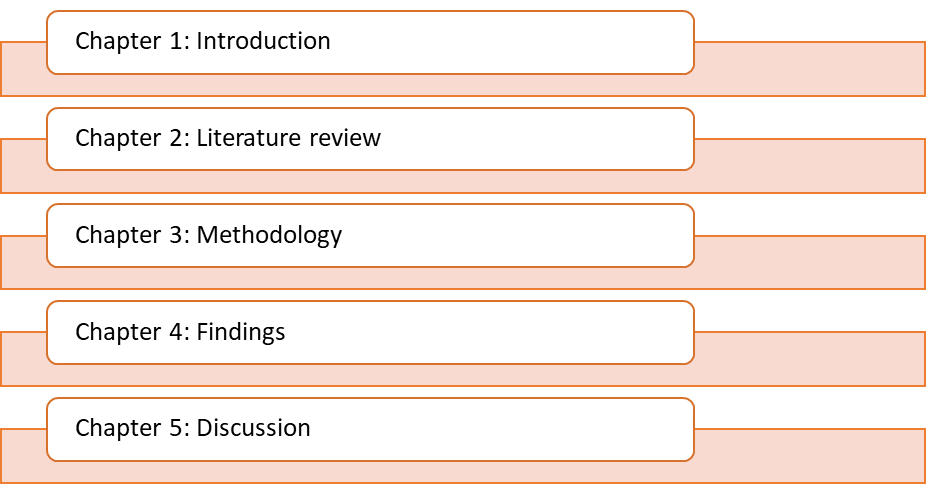 Chapter 1: Introduction
Chapter 2: Literature review
Chapter 3: Methodology
Chapter 4: Findings
Chapter 5: Discussion